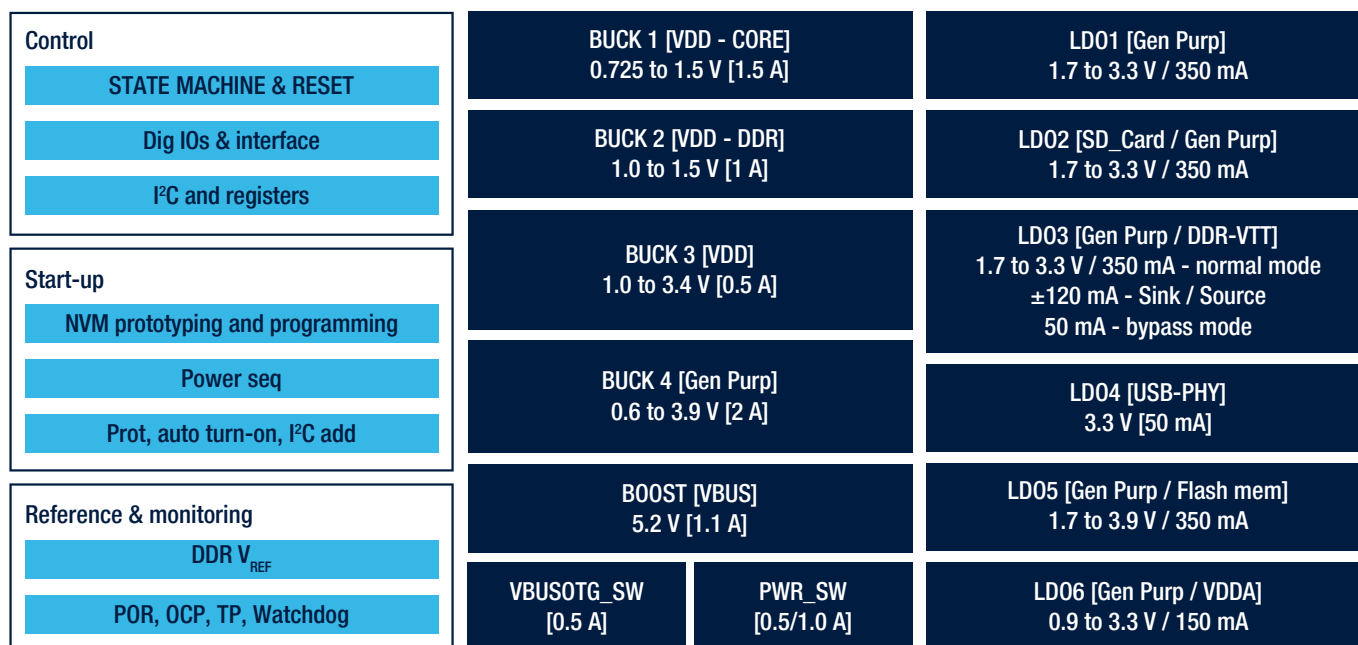 Control
STATE MACHINE & RESET
Dig IOs & interface
I²C and registers
Start-up
NVM prototyping and programming
Power seq
Prot, auto turn-on, I²C add
Reference & monitoring
DDR V_REF
POR, OCP, TP, Watchdog
BUCK 1 [VDD - CORE]
0.725 to 1.5 V [1.5 A]
BUCK 2 [VDD - DDR]
1.0 to 1.5 V [1 A]
BUCK 3 [VDD]
1.0 to 3.4 V [0.5 A]
BUCK 4 [Gen Purp]
0.6 to 3.9 V [2 A]
BOOST [VBUS]
5.2 V [1.1 A]
VBUSOTG_SW
[0.5 A]
PWR_SW
[0.5/1.0 A]
LDO1 [Gen Purp]
1.7 to 3.3 V / 350 mA
LDO2 [SD_Card / Gen Purp]
1.7 to 3.3 V / 350 mA
LDO3 [Gen Purp / DDR-VTT]
1.7 to 3.3 V / 350 mA - normal mode
±120 mA - Sink / Source
50 mA - bypass mode
LDO4 [USB-PHY]
3.3 V [50 mA]
LDO5 [Gen Purp / Flash mem]
1.7 to 3.9 V / 350 mA
LDO6 [Gen Purp / VDDA]
0.9 to 3.3 V / 150 mA